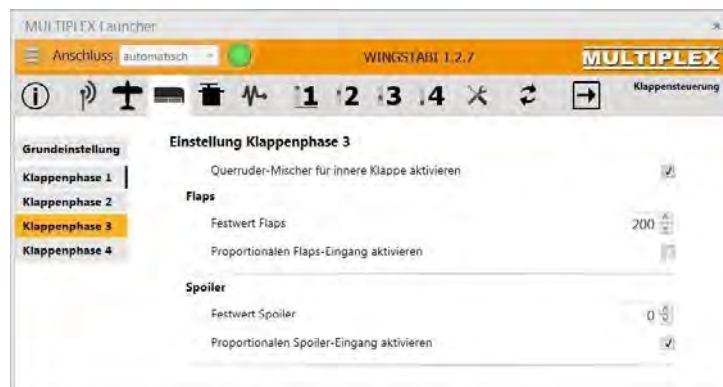 MULTIPLEX Launcher
Anschluss automatisch WINGSTABI 1.2.7 MULTIPLEX
1 2 3 4 Klappensteuerung
Grundeinstellung
Klappenphase 1
Klappenphase 2
Klappenphase 3
Klappenphase 4
Einstellung Klappenphase 3
Querruder-Mischer für innere Klappe aktivieren
Flaps
Festwert Flaps 200
Proportionalen Flaps-Eingang aktivieren
Spoiler
Festwert Spoiler 0
Proportionalen Spoiler-Eingang aktivieren